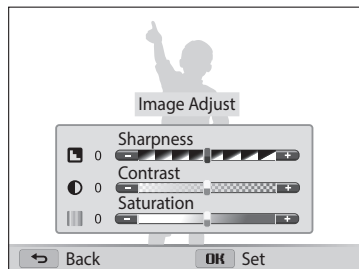 Image Adjust
Sharpness
0 - +
Contrast
0 - +
Saturation
0 - +
Back OK Set